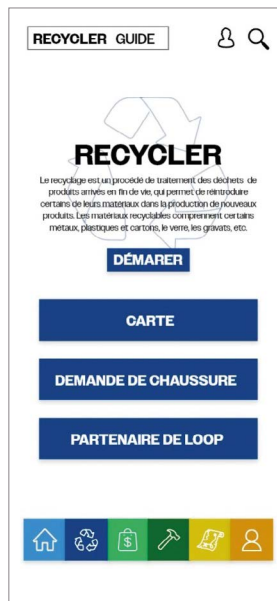 RECYCLER GUIDE
RECYCLER
Le recyclage est un procédé de traitement des déchets de
produits arrivés en fin de vie, qui permet de réintroduire
certains de leurs matériaux dans la production de nouveaux
produits. Les matériaux recyclables comprennent certains
métaux, plastiques et cartons, le verre, les gravats, etc.
DÉMARER
CARTE
DEMANDE DE CHAUSSURE
PARTENAIRE DE LOOP
$